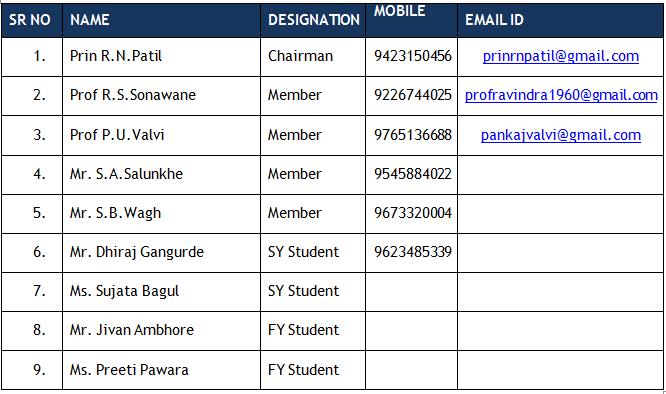 SR NO NAME DESIGNATION MOBILE EMAIL ID
1. Prin R.N.Patil Chairman 9423150456 prinrnpatil@gmail.com
2. Prof R.S.Sonawane Member 9226744025 profravindra1960@gmail.com
3. Prof P.U.Valvi Member 9765136688 pankajvalvi@gmail.com
4. Mr. S.A.Salunkhe Member 9545884022
5. Mr. S.B.Wagh Member 9673320004
6. Mr. Dhiraj Gangurde SY Student 9623485339
7. Ms. Sujata Bagul SY Student
8. Mr. Jivan Ambhore FY Student
9. Ms. Preeti Pawara FY Student